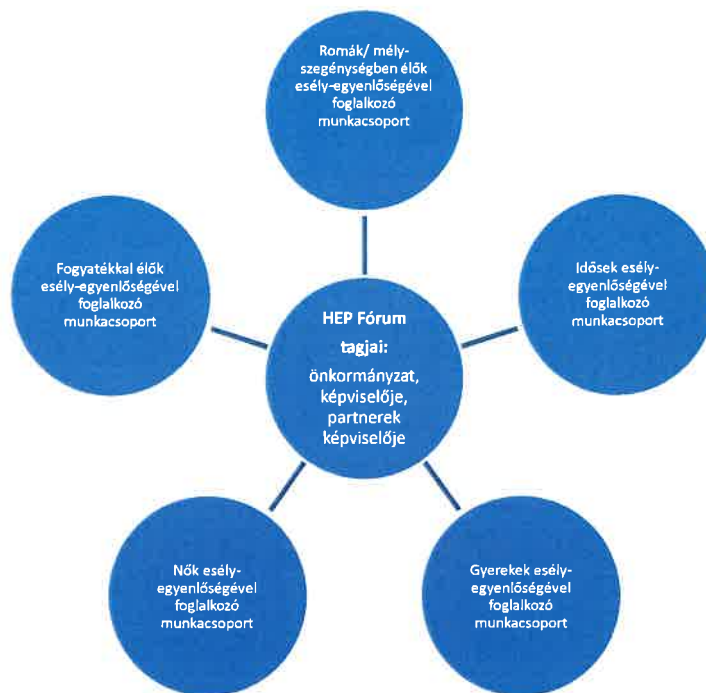 Romák/ mély-
szegénységben élők
esély-egyenlőségével
foglalkozó
munkacsoport
Fogyatékkal élők
esély-egyenlőségével
foglalkozó
munkacsoport
Idősek esély-
egyenlőségével
foglalkozó
munkacsoport
HEP Fórum
tagjai:
önkormányzat,
képviselője,
partnerek
képviselője
Nők esély-
egyenlőségével
foglalkozó
munkacsoport
Gyerekek esély-
egyenlőségével
foglalkozó
munkacsoport